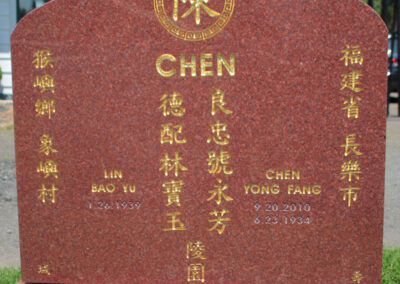 陳
CHEN
福建省 長樂市
良忠號永芳
德配林寶玉
猴嶼鄉 象嶼村
LIN
BAO YU
1.26.1939
CHEN
YONG FANG
9.20.2010
6.23.1934
陵園